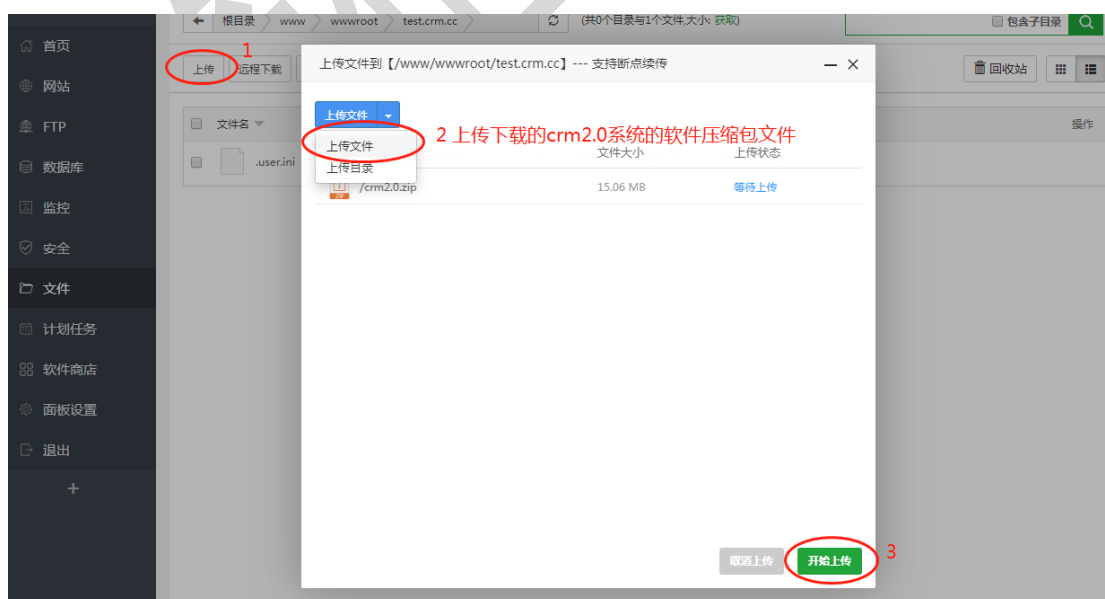 根目录 www wwwroot test.crm.cc (共0个目录与1个文件,大小: 获取) 包含子目录
首页
1
上传 远程下载 上传文件到【/www/wwwroot/test.crm.cc】--- 支持断点续传 回收站
网站
上传文件
FTP
文件名
2 上传下载的crm2.0系统的软件压缩包文件
操作
上传文件
文件大小 上传状态
数据库
.user.ini
上传目录
/crm2.0.zip 15.06 MB 等待上传
监控
安全
文件
计划任务
软件商店
面板设置
退出
+
取消上传 开始上传 3